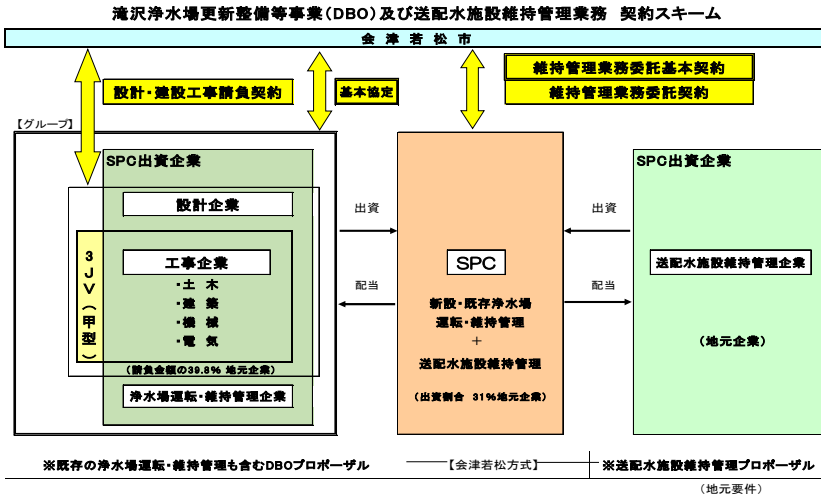 滝沢浄水場更新整備等事業(DBO)及び送配水施設維持管理業務　契約スキーム
会　津　若　松　市
設計・建設工事請負契約
基本協定
維持管理業務委託基本契約
維持管理業務委託契約
【グループ】
SPC出資企業
設計企業
3JV(甲型)
工事企業
・土　木
・建　築
・機　械
・電　気
(請負金額の39.8% 地元企業)
浄水場運転・維持管理企業
出資
配当
SPC
新設・既存浄水場
運転・維持管理
+
送配水施設維持管理
(出資割合　31%地元企業)
出資
配当
SPC出資企業
送配水施設維持管理企業
(地元企業)
※既存の浄水場運転・維持管理も含むDBOプロポーザル
【会津若松方式】
※送配水施設維持管理プロポーザル
(地元要件)